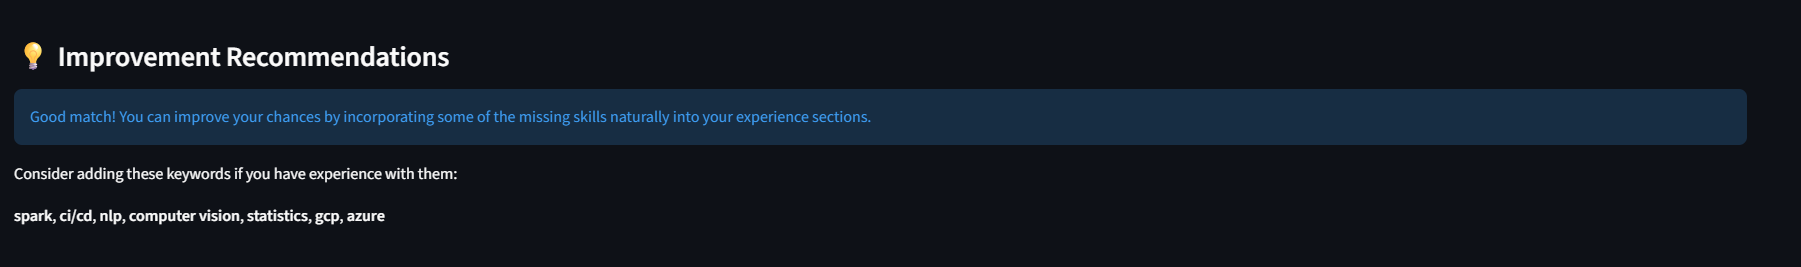 Improvement Recommendations
Good match! You can improve your chances by incorporating some of the missing skills naturally into your experience sections.
Consider adding these keywords if you have experience with them:
spark, ci/cd, nlp, computer vision, statistics, gcp, azure